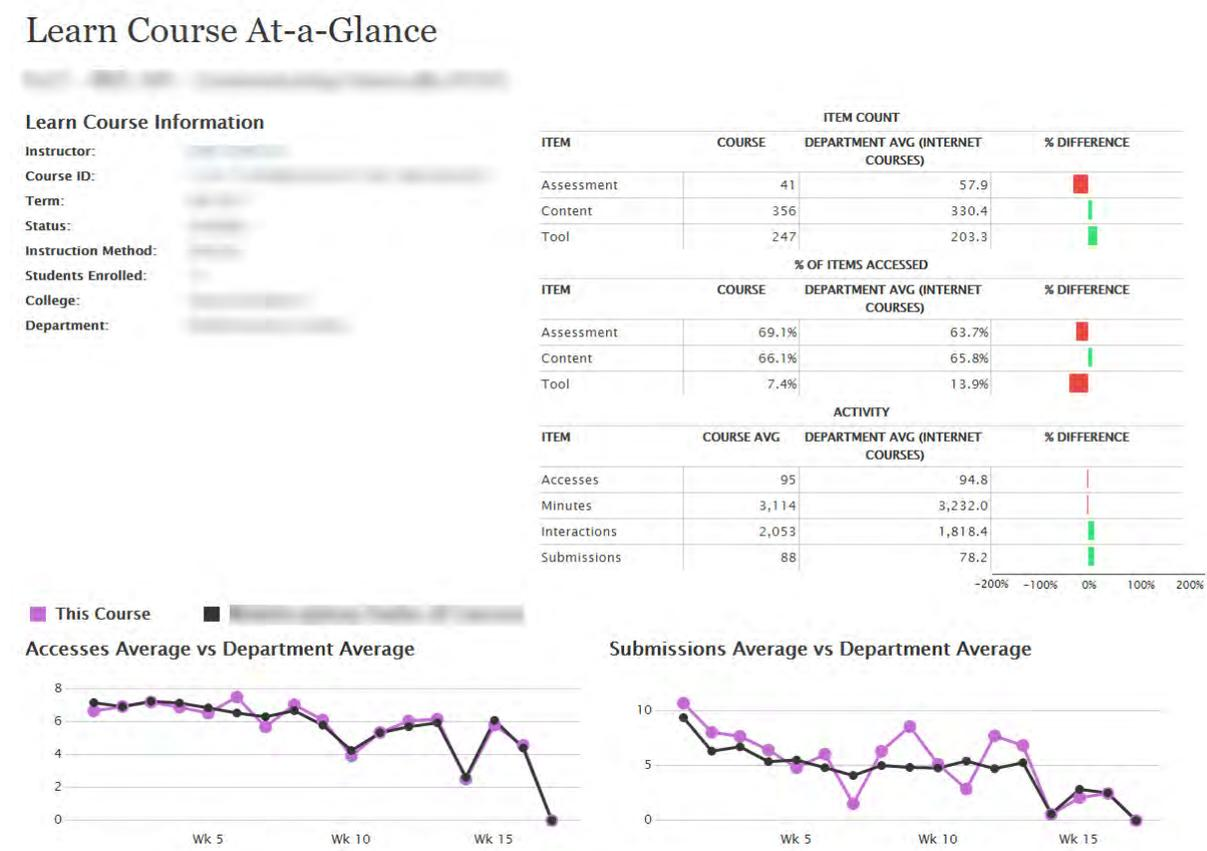 Learn Course At-a-Glance
Learn Course Information
Instructor:
Course ID:
Term:
Status:
Instruction Method:
Students Enrolled:
College:
Department:
ITEM COUNT
ITEM COURSE DEPARTMENT AVG (INTERNET COURSES) % DIFFERENCE
Assessment 41 57.9
Content 356 330.4
Tool 247 203.3
% OF ITEMS ACCESSED
ITEM COURSE DEPARTMENT AVG (INTERNET COURSES) % DIFFERENCE
Assessment 69.1% 63.7%
Content 66.1% 65.8%
Tool 7.4% 13.9%
ACTIVITY
ITEM COURSE AVG DEPARTMENT AVG (INTERNET COURSES) % DIFFERENCE
Accesses 95 94.8
Minutes 3,114 3,232.0
Interactions 2,053 1,818.4
Submissions 88 78.2
-200% -100% 0% 100% 200%
This Course
Accesses Average vs Department Average
8
6
4
2
0
Wk 5 Wk 10 Wk 15
Submissions Average vs Department Average
10
5
0
Wk 5 Wk 10 Wk 15